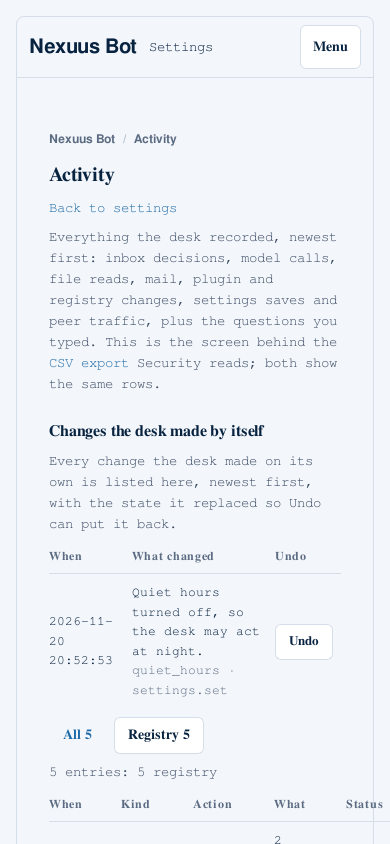 Nexuus Bot Settings Menu
Nexuus Bot / Activity
Activity
Back to settings
Everything the desk recorded, newest
first: inbox decisions, model calls,
file reads, mail, plugin and
registry changes, settings saves and
peer traffic, plus the questions you
typed. This is the screen behind the
CSV export Security reads; both show
the same rows.
Changes the desk made by itself
Every change the desk made on its
own is listed here, newest first,
with the state it replaced so Undo
can put it back.
When What changed Undo
2026-11-
20
20:52:53
Quiet hours
turned off, so
the desk may act
at night.
quiet_hours ·
settings.set
Undo
All 5 Registry 5
5 entries: 5 registry
When Kind Action What Status
2